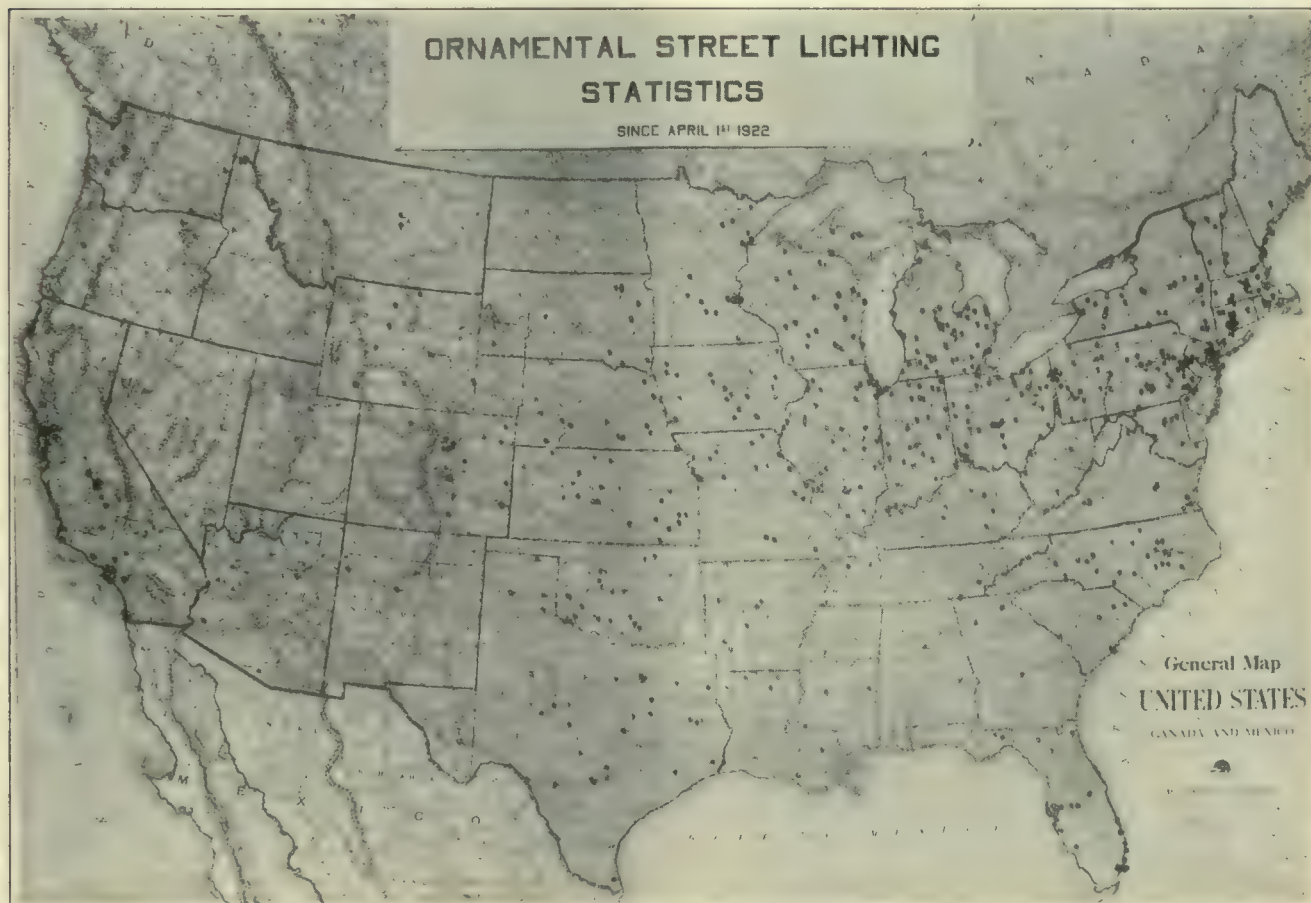 ORNAMENTAL STREET LIGHTING
STATISTICS
SINCE APRIL 1ST 1922
N A D A
General Map
UNITED STATES
CANADA AND MEXICO
M E X I C O